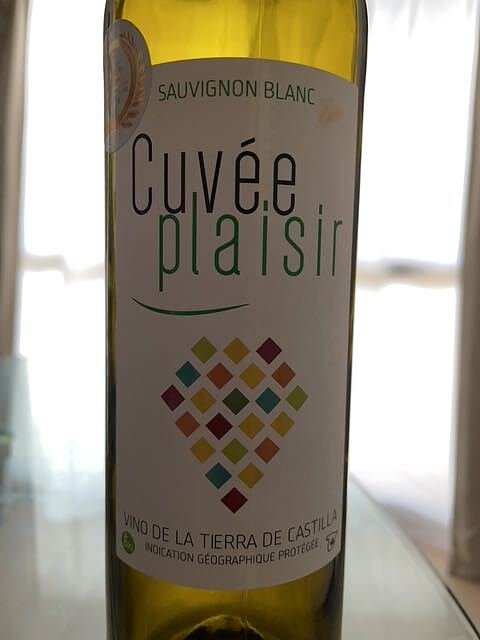 SAUVIGNON BLANC
Cuvée
plaisir
VINO DE LA TIERRA DE CASTILLA
INDICATION GÉOGRAPHIQUE PROTÉGÉE